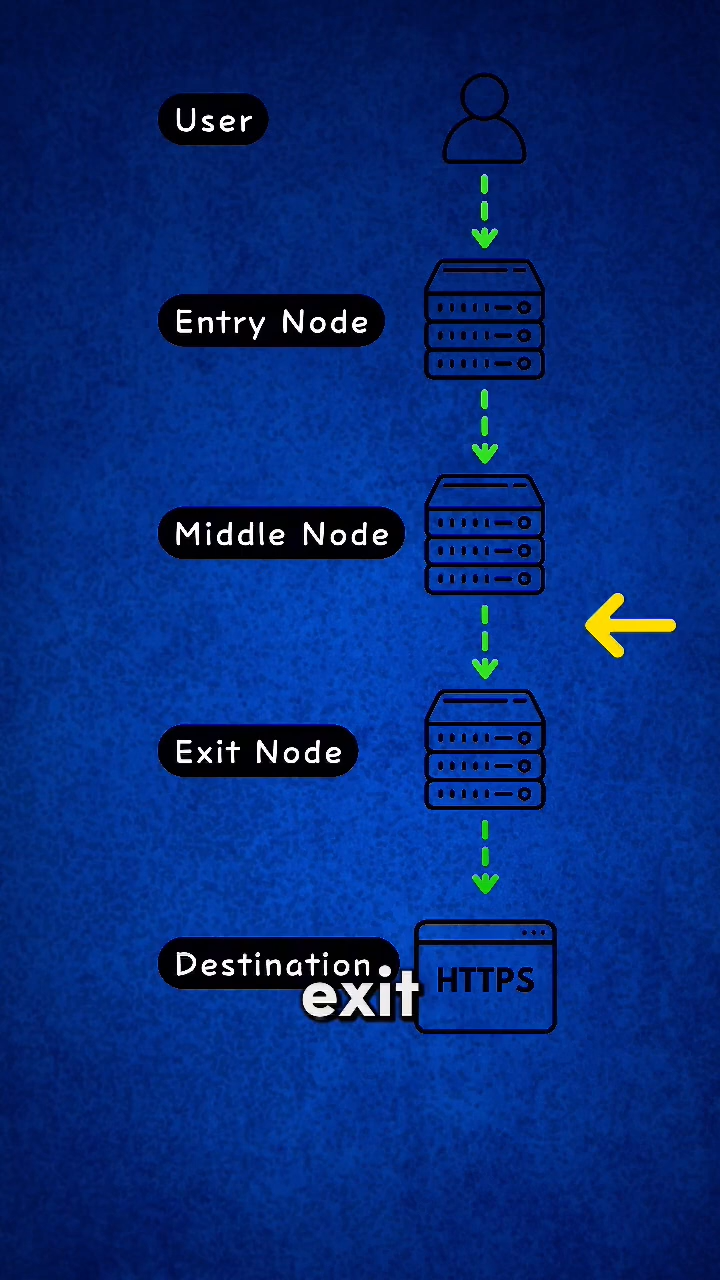 User
Entry Node
Middle Node
Exit Node
Destination
HTTPS
exit